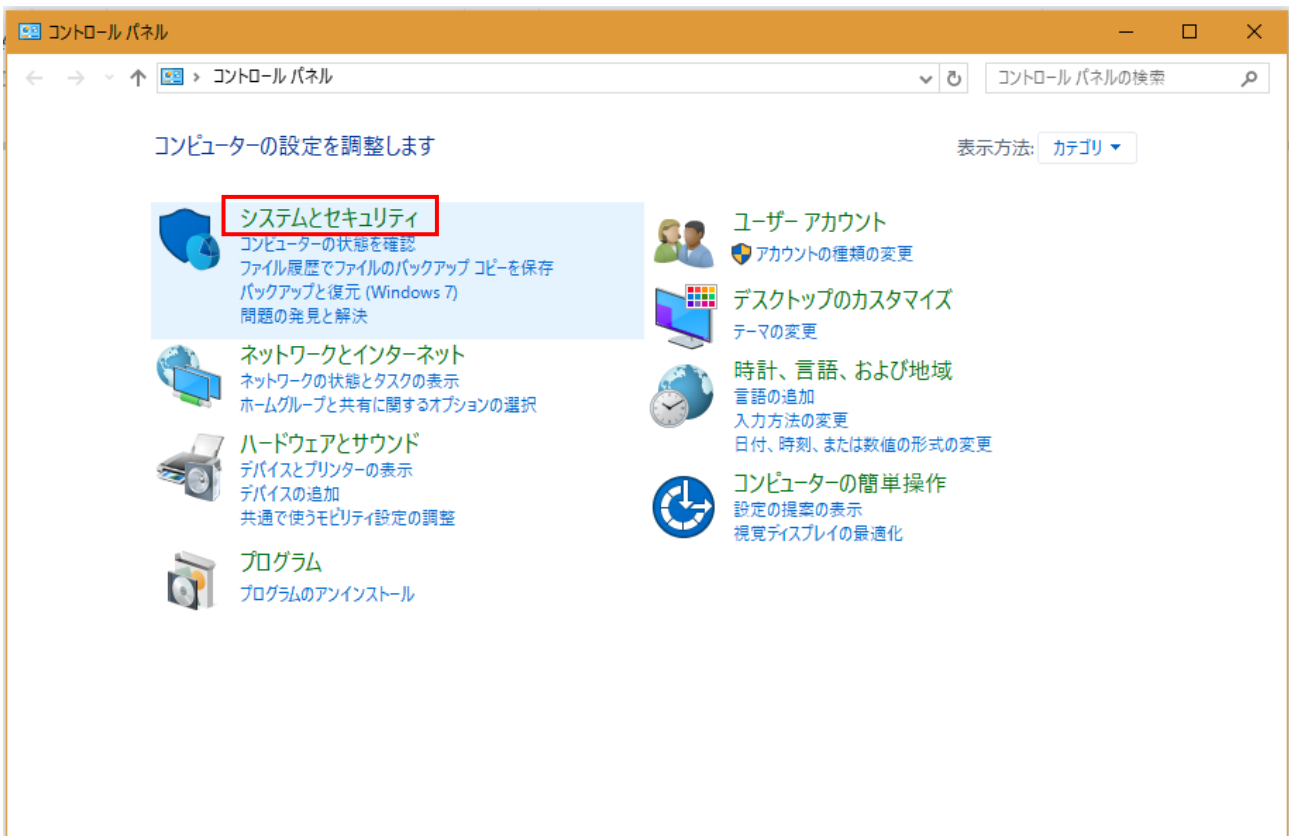 コントロール パネル
コントロール パネル
コントロール パネルの検索
コンピューターの設定を調整します
表示方法: カテゴリ
システムとセキュリティ
コンピューターの状態を確認
ファイル履歴でファイルのバックアップ コピーを保存
バックアップと復元 (Windows 7)
問題の発見と解決
ネットワークとインターネット
ネットワークの状態とタスクの表示
ホームグループと共有に関するオプションの選択
ハードウェアとサウンド
デバイスとプリンターの表示
デバイスの追加
共通で使うモビリティ設定の調整
プログラム
プログラムのアンインストール
ユーザー アカウント
アカウントの種類の変更
デスクトップのカスタマイズ
テーマの変更
時計、言語、および地域
言語の追加
入力方法の変更
日付、時刻、または数値の形式の変更
コンピューターの簡単操作
設定の提案の表示
視覚ディスプレイの最適化